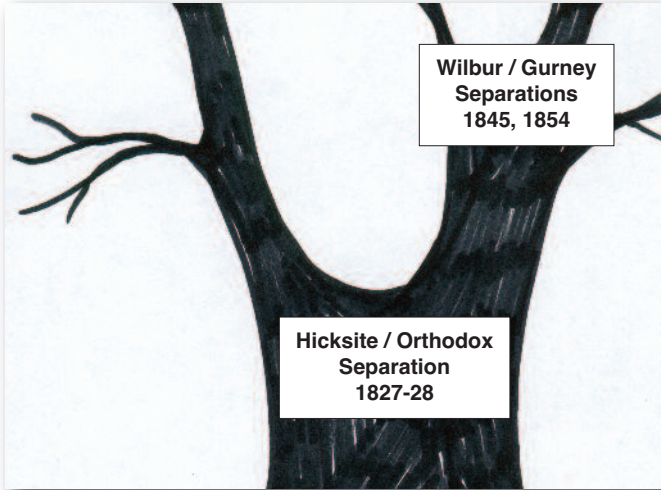 Wilbur / Gurney
Separations
1845, 1854
Hicksite / Orthodox
Separation
1827-28